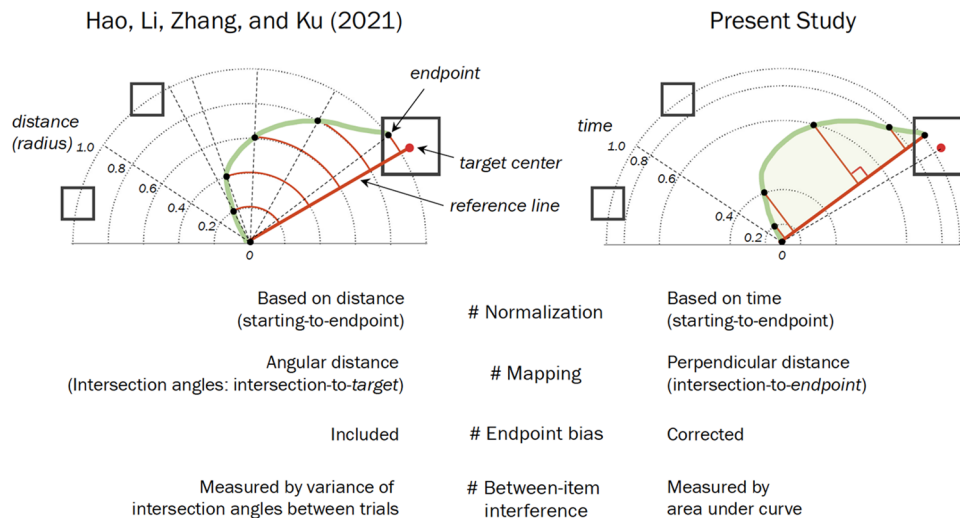 Hao, Li, Zhang, and Ku (2021)
Present Study
endpoint
distance
(radius)
1.0
0.8
0.6
0.4
0.2
0
target center
reference line
time
1.0
0.8
0.6
0.4
0.2
0
Based on distance
(starting-to-endpoint)
# Normalization
Based on time
(starting-to-endpoint)
Angular distance
(Intersection angles: intersection-to-target)
# Mapping
Perpendicular distance
(intersection-to-endpoint)
Included
# Endpoint bias
Corrected
Measured by variance of
intersection angles between trials
# Between-item
interference
Measured by
area under curve